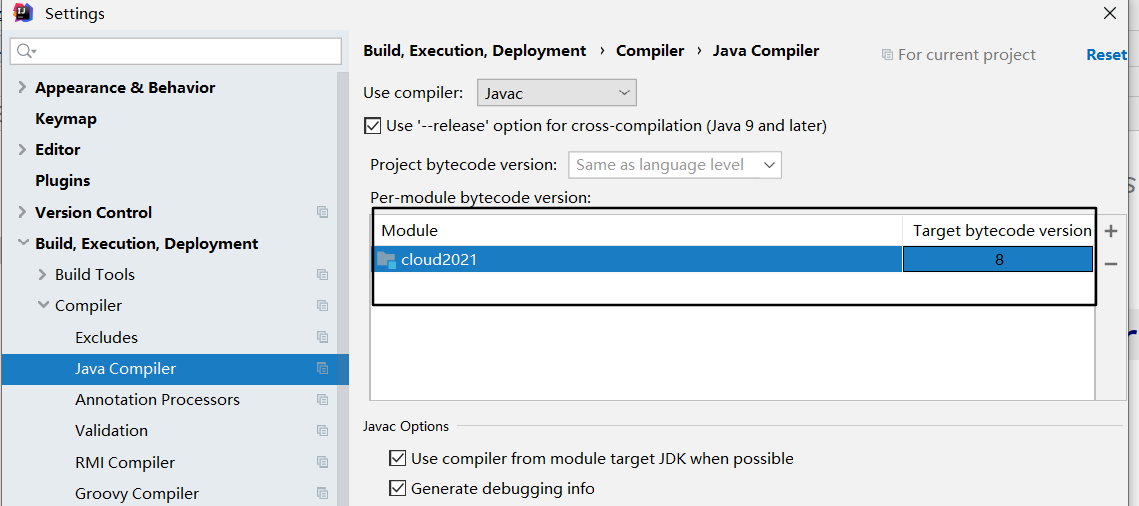 Settings
Build, Execution, Deployment › Compiler › Java Compiler
For current project
Reset
Appearance & Behavior
Keymap
Editor
Plugins
Version Control
Build, Execution, Deployment
Build Tools
Compiler
Excludes
Java Compiler
Annotation Processors
Validation
RMI Compiler
Groovy Compiler
Use compiler: Javac
Use '--release' option for cross-compilation (Java 9 and later)
Project bytecode version: Same as language level
Per-module bytecode version:
Module Target bytecode version
cloud2021 8
Javac Options
Use compiler from module target JDK when possible
Generate debugging info